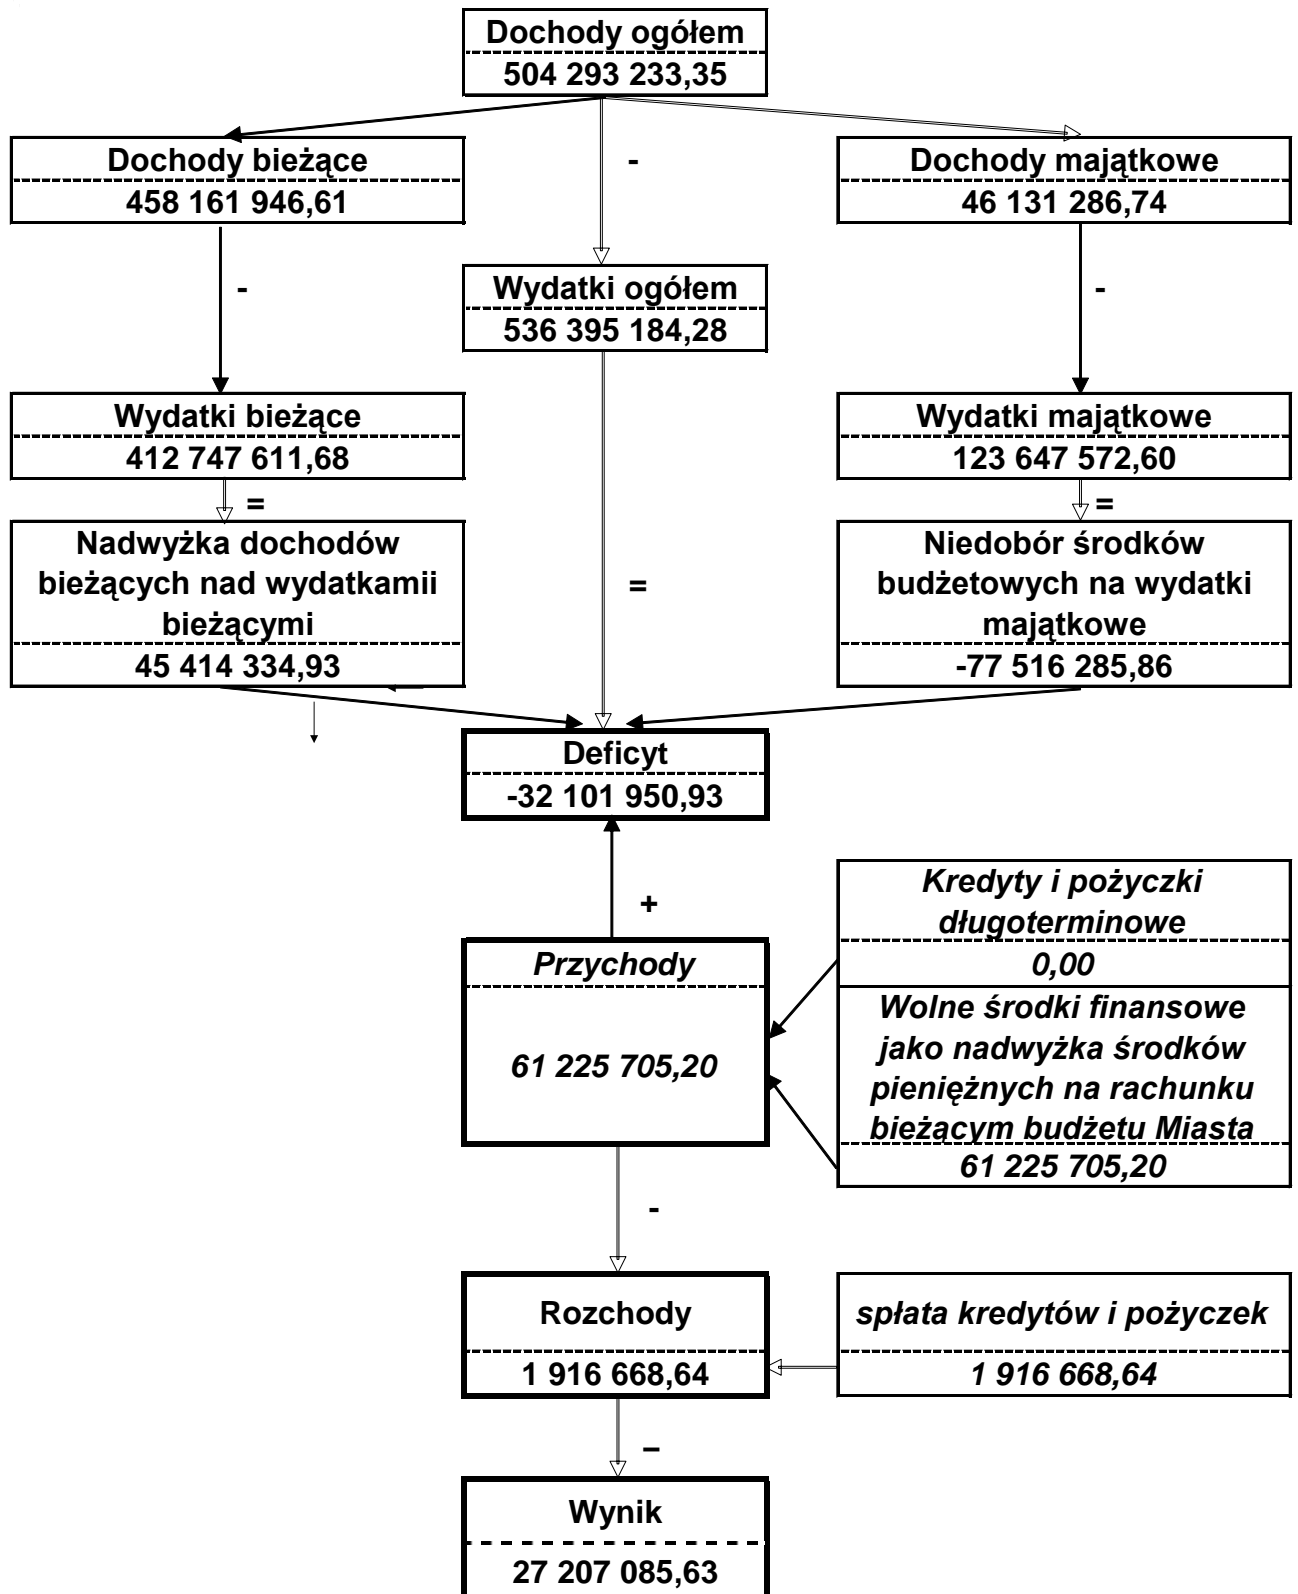 Dochody ogółem
504 293 233,35
Dochody bieżące
458 161 946,61
-
Dochody majątkowe
46 131 286,74
-
Wydatki ogółem
536 395 184,28
-
Wydatki bieżące
412 747 611,68
Wydatki majątkowe
123 647 572,60
=
=
Nadwyżka dochodów
bieżących nad wydatkamii
bieżącymi
45 414 334,93
=
Niedobór środków
budżetowych na wydatki
majątkowe
-77 516 285,86
Deficyt
-32 101 950,93
+
Kredyty i pożyczki
długoterminowe
0,00
Przychody
61 225 705,20
Wolne środki finansowe
jako nadwyżka środków
pieniężnych na rachunku
bieżącym budżetu Miasta
61 225 705,20
-
Rozchody
1 916 668,64
spłata kredytów i pożyczek
1 916 668,64
–
Wynik
27 207 085,63